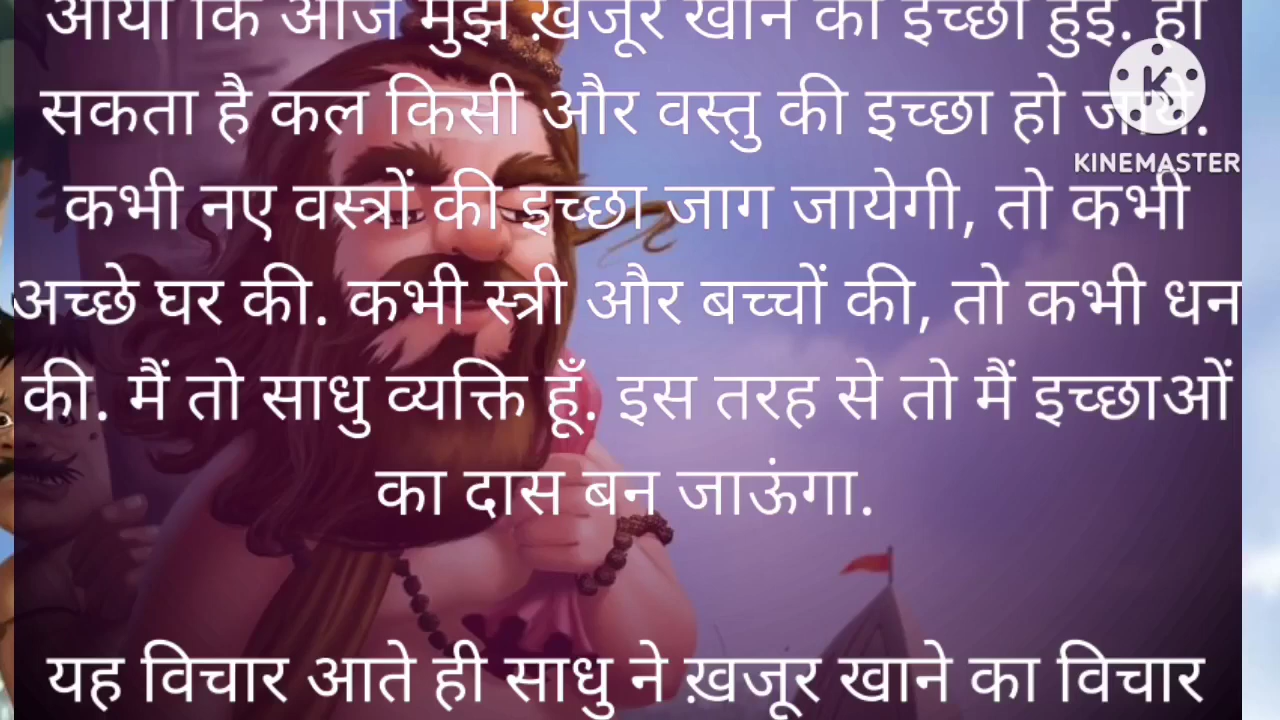 आया कि आज मुझे ख़जूर खाने की इच्छा हुई. हो
सकता है कल किसी और वस्तु की इच्छा हो जाये.
KINEMASTER
कभी नए वस्त्रों की इच्छा जाग जायेगी, तो कभी
अच्छे घर की. कभी स्त्री और बच्चों की, तो कभी धन
की. मैं तो साधु व्यक्ति हूँ. इस तरह से तो मैं इच्छाओं
का दास बन जाऊंगा.
यह विचार आते ही साधु ने ख़जूर खाने का विचार